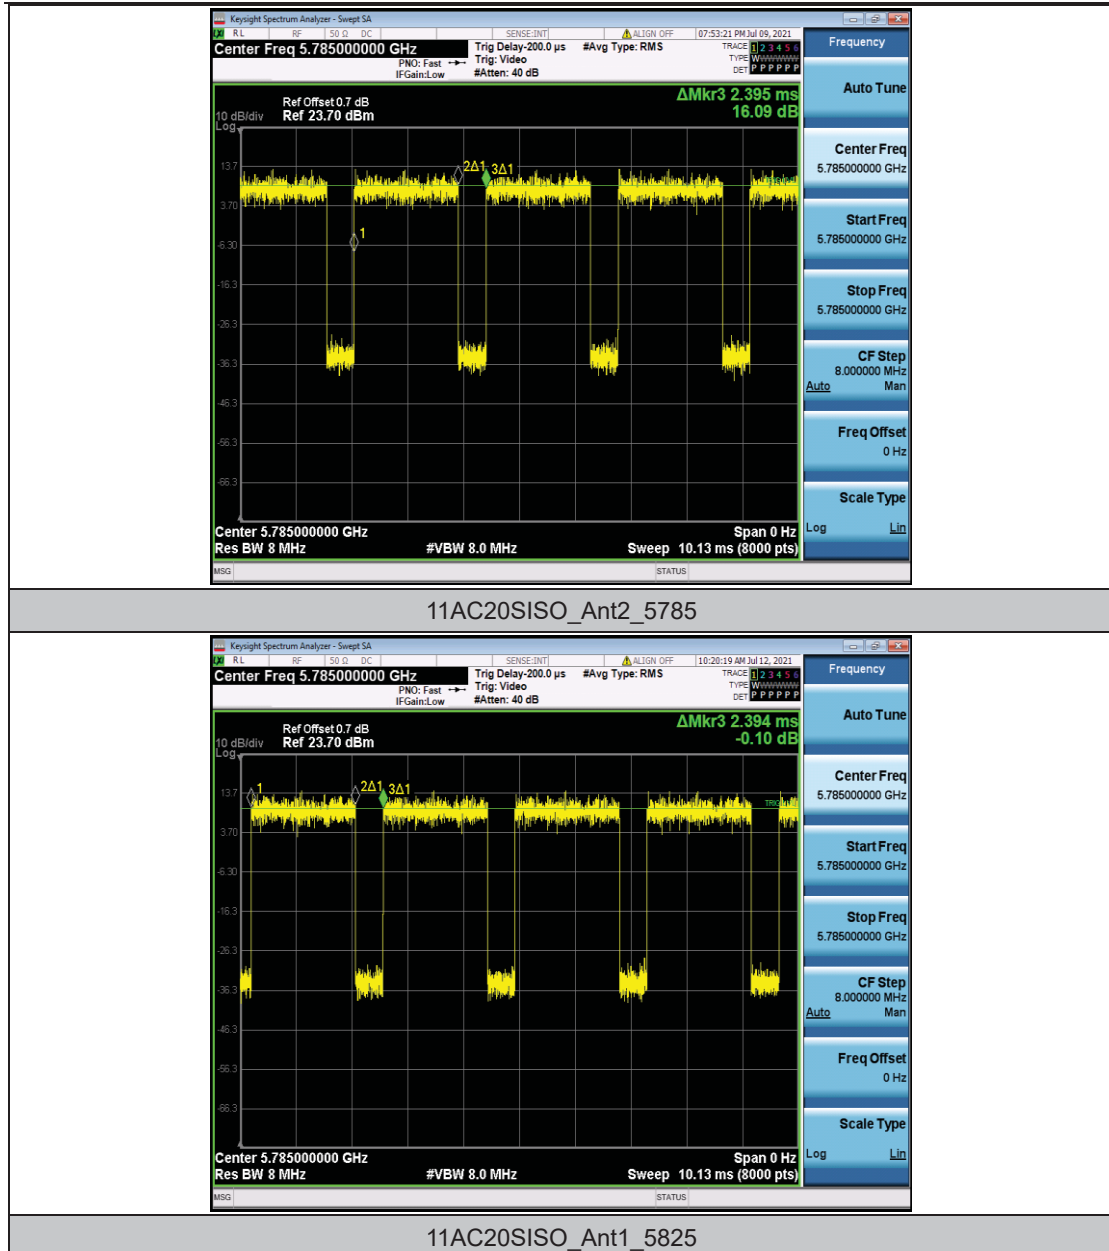 Keysight Spectrum Analyzer - Swept SA
RL RF 50 Ω DC SENSE:INT ALIGN OFF 07:53:21 PM Jul 09, 2021
Center Freq 5.785000000 GHz Trig Delay-200.0 µs #Avg Type: RMS TRACE 1 2 3 4 5 6
PNO: Fast Trig: Video TYPE WWWWWW
IFGain:Low #Atten: 40 dB DET P P P P P P
Frequency
Auto Tune
ΔMkr3 2.395 ms
16.09 dB
Ref Offset 0.7 dB
10 dB/div Ref 23.70 dBm
Log
13.7
3.70
-6.30
-16.3
-26.3
-36.3
-46.3
-56.3
-66.3
1
2Δ1
3Δ1
Center Freq
5.785000000 GHz
Start Freq
5.785000000 GHz
Stop Freq
5.785000000 GHz
CF Step
8.000000 MHz
Auto Man
Freq Offset
0 Hz
Scale Type
Log Lin
Center 5.785000000 GHz Span 0 Hz
Res BW 8 MHz #VBW 8.0 MHz Sweep 10.13 ms (8000 pts)
MSG STATUS
11AC20SISO_Ant2_5785
Keysight Spectrum Analyzer - Swept SA
RL RF 50 Ω DC SENSE:INT ALIGN OFF 10:20:19 AM Jul 12, 2021
Center Freq 5.785000000 GHz Trig Delay-200.0 µs #Avg Type: RMS TRACE 1 2 3 4 5 6
PNO: Fast Trig: Video TYPE WWWWWW
IFGain:Low #Atten: 40 dB DET P P P P P P
Frequency
Auto Tune
ΔMkr3 2.394 ms
-0.10 dB
Ref Offset 0.7 dB
10 dB/div Ref 23.70 dBm
Log
13.7
3.70
-6.30
-16.3
-26.3
-36.3
-46.3
-56.3
-66.3
1
2Δ1
3Δ1
Center Freq
5.785000000 GHz
Start Freq
5.785000000 GHz
Stop Freq
5.785000000 GHz
CF Step
8.000000 MHz
Auto Man
Freq Offset
0 Hz
Scale Type
Log Lin
Center 5.785000000 GHz Span 0 Hz
Res BW 8 MHz #VBW 8.0 MHz Sweep 10.13 ms (8000 pts)
MSG STATUS
11AC20SISO_Ant1_5825